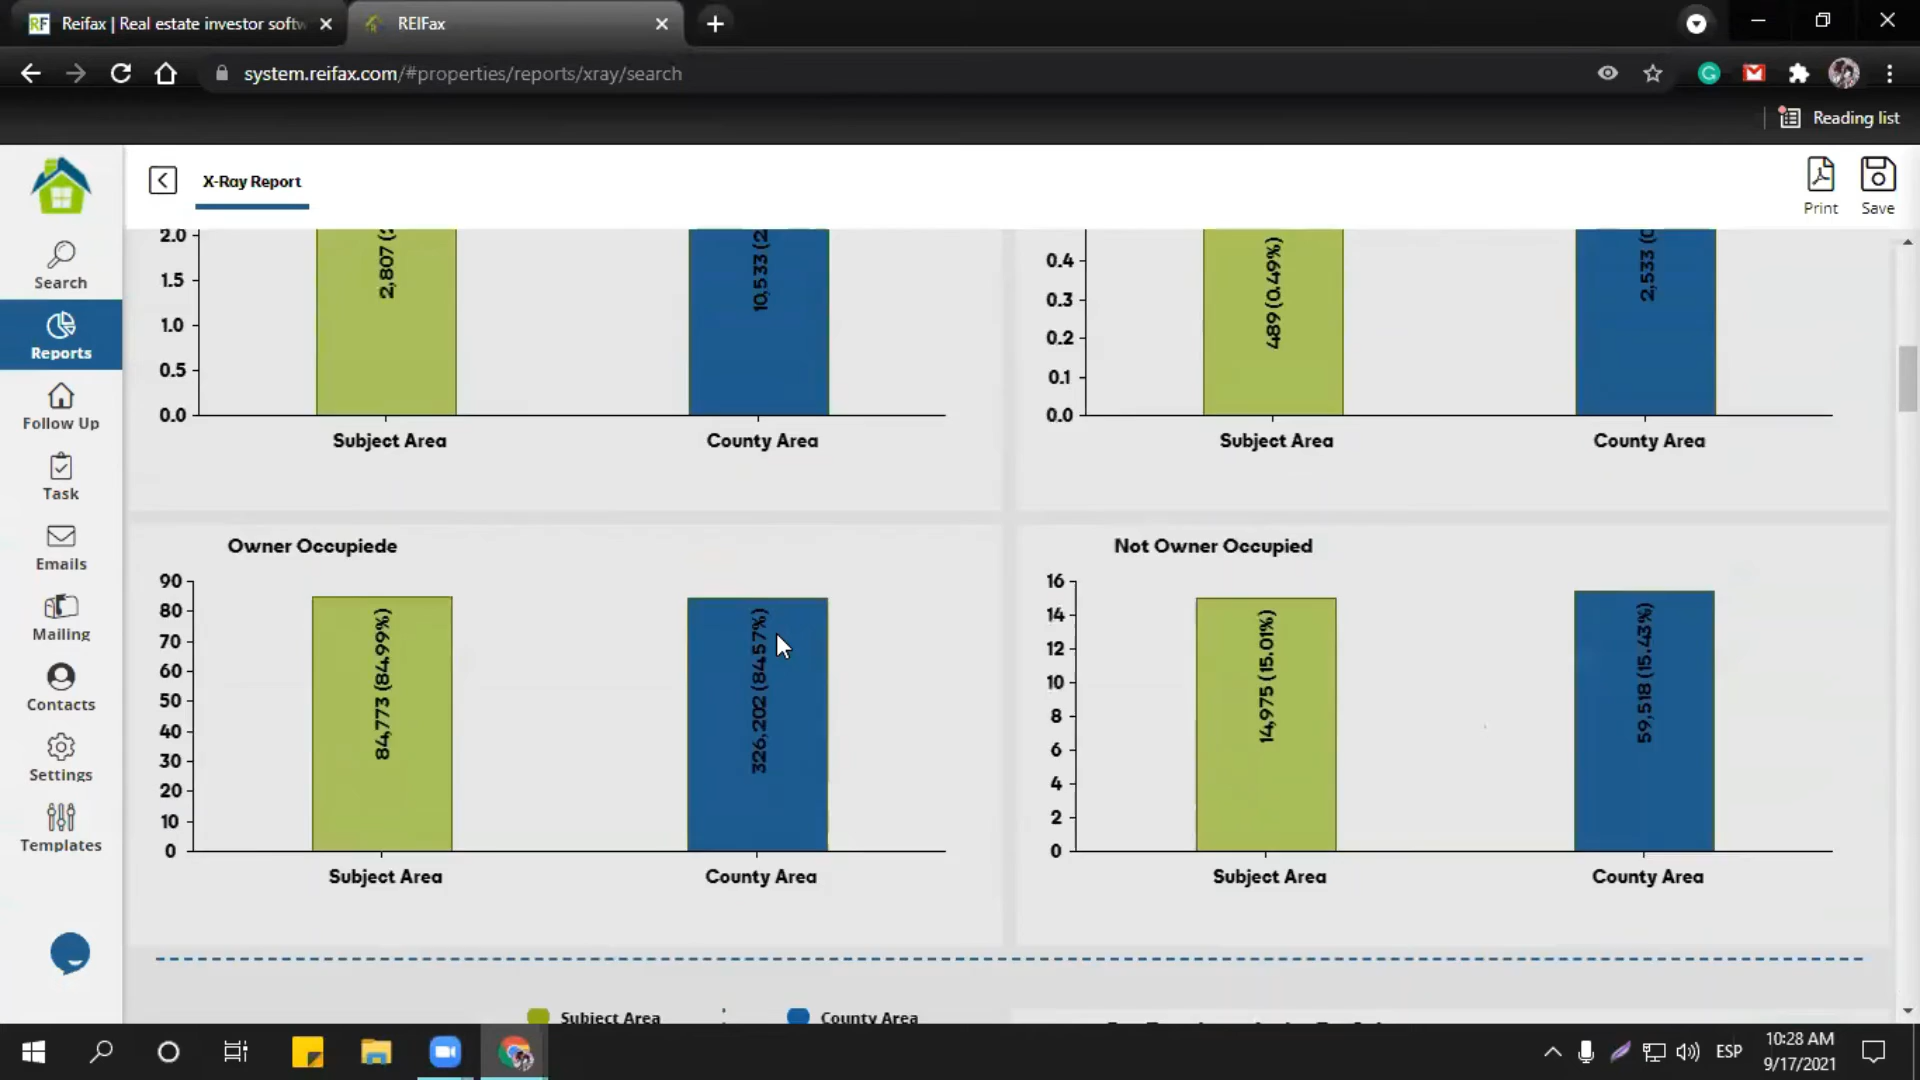 Reifax | Real estate investor softw
REIFax
system.reifax.com/#properties/reports/xray/search
Reading list
X-Ray Report
Print
Save
Search
Reports
Follow Up
Task
Emails
Mailing
Contacts
Settings
Templates
2.0
1.5
1.0
0.5
0.0
2,807 (2
10,533 (2
Subject Area
County Area
0.4
0.3
0.2
0.1
0.0
489 (0.49%)
2,533 (0
Subject Area
County Area
Owner Occupiede
90
80
70
60
50
40
30
20
10
0
84,773 (84.99%)
326,202 (84.57%)
Subject Area
County Area
Not Owner Occupied
16
14
12
10
8
6
4
2
0
14,975 (15.01%)
59,518 (15.43%)
Subject Area
County Area
Subject Area
County Area
ESP
10:28 AM
9/17/2021